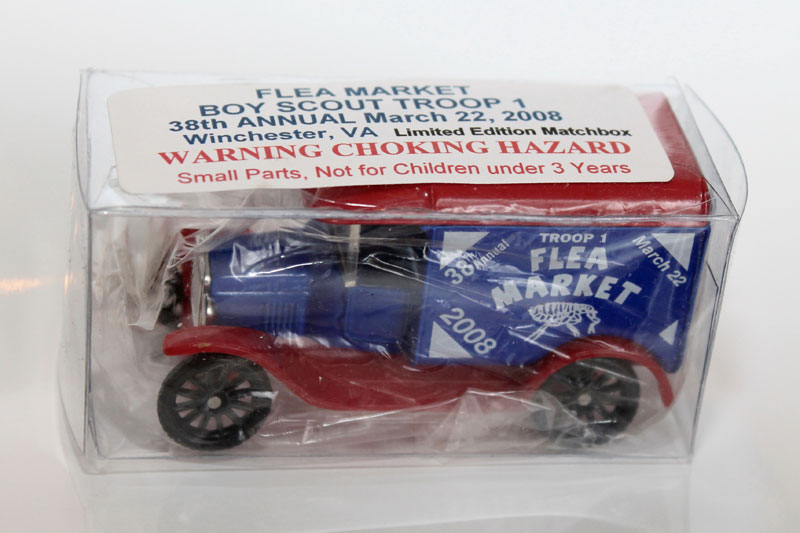 FLEA MARKET
BOY SCOUT TROOP 1
38th ANNUAL March 22, 2008
Winchester, VA Limited Edition Matchbox
WARNING CHOKING HAZARD
Small Parts, Not for Children under 3 Years
38th Annual
TROOP 1
FLEA
MARKET
March 22
2008